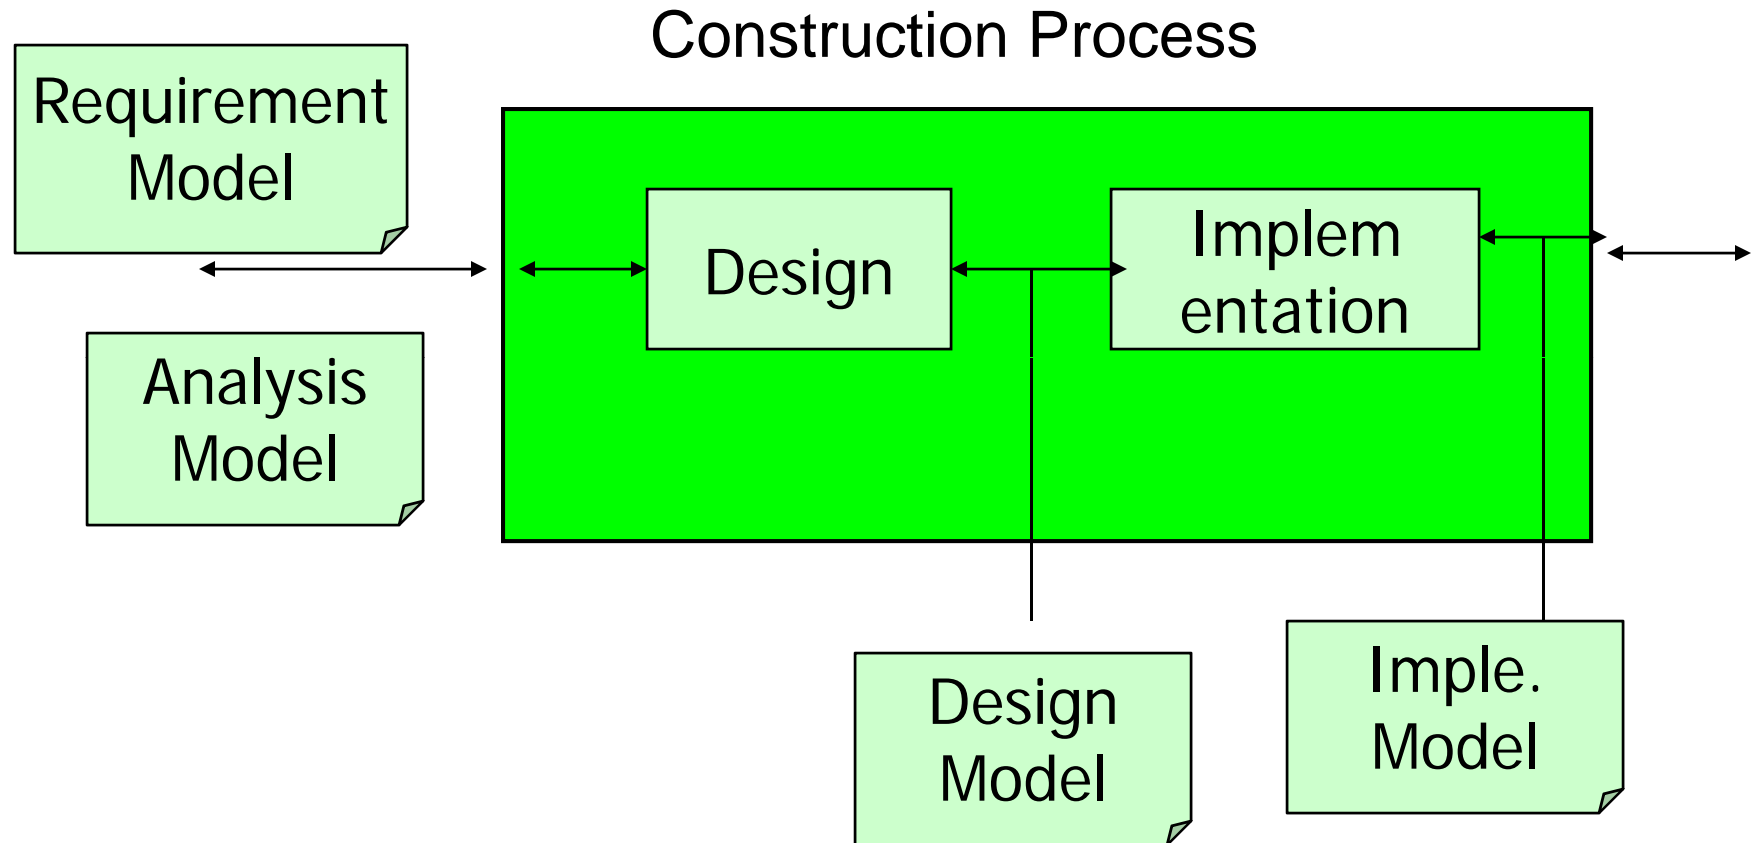 Construction Process
Requirement
Model
Design
Implem
entation
Analysis
Model
Design
Model
Imple.
Model